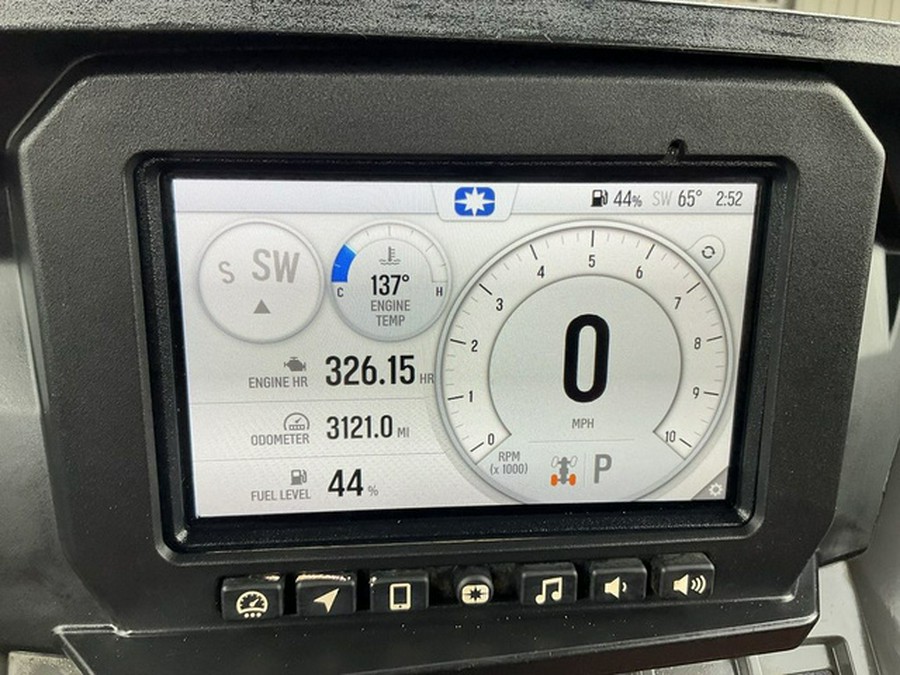 44% SW 65° 2:52
S SW
137°
C H
ENGINE
TEMP
ENGINE HR 326.15 HR
ODOMETER 3121.0 MI
FUEL LEVEL 44 %
0 1 2 3 4 5 6 7 8 9 10
0
MPH
RPM
(x 1000)
P